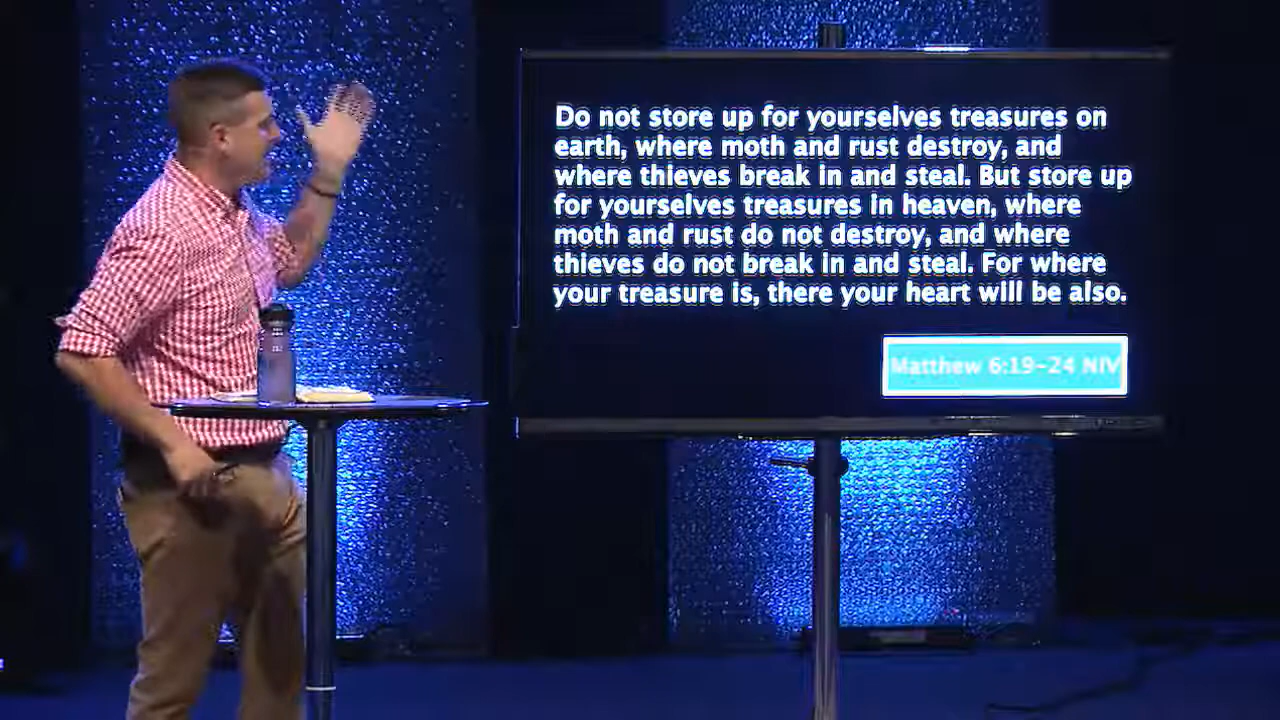 Do not store up for yourselves treasures on
earth, where moth and rust destroy, and
where thieves break in and steal. But store up
for yourselves treasures in heaven, where
moth and rust do not destroy, and where
thieves do not break in and steal. For where
your treasure is, there your heart will be also.
Matthew 6:19-24 NIV